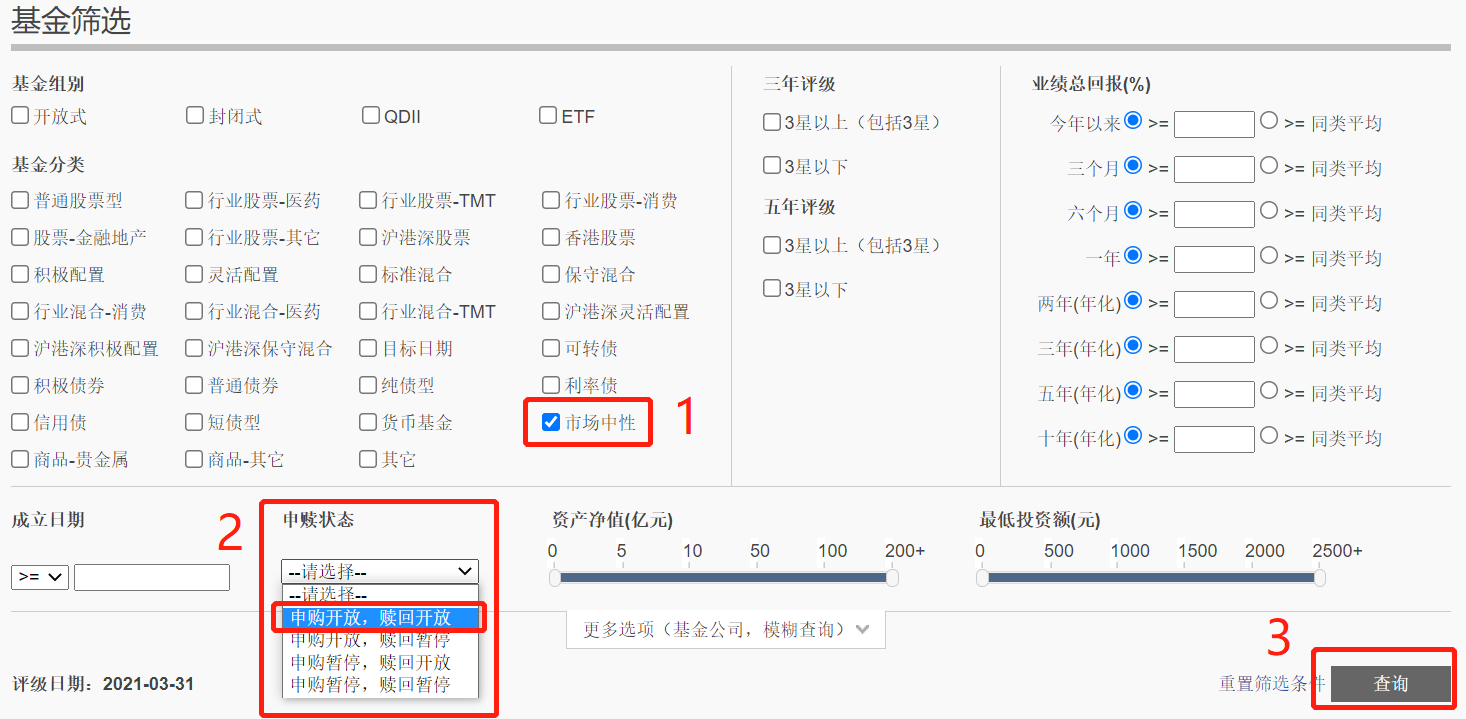 基金筛选
基金组别
开放式 封闭式 QDII ETF
基金分类
普通股票型 行业股票-医药 行业股票-TMT 行业股票-消费
股票-金融地产 行业股票-其它 沪港深股票 香港股票
积极配置 灵活配置 标准混合 保守混合
行业混合-消费 行业混合-医药 行业混合-TMT 沪港深灵活配置
沪港深积极配置 沪港深保守混合 目标日期 可转债
积极债券 普通债券 纯债型 利率债
信用债 短债型 货币基金 市场中性 1
商品-贵金属 商品-其它 其它
三年评级
3星以上（包括3星）
3星以下
五年评级
3星以上（包括3星）
3星以下
业绩总回报(%)
今年以来 >= >= 同类平均
三个月 >= >= 同类平均
六个月 >= >= 同类平均
一年 >= >= 同类平均
两年(年化) >= >= 同类平均
三年(年化) >= >= 同类平均
五年(年化) >= >= 同类平均
十年(年化) >= >= 同类平均
成立日期
>=
2
申赎状态
--请选择--
--请选择--
申购开放，赎回开放
申购开放，赎回暂停
申购暂停，赎回开放
申购暂停，赎回暂停
资产净值(亿元)
0 5 10 50 100 200+
最低投资额(元)
0 500 1000 1500 2000 2500+
更多选项（基金公司，模糊查询）
3
评级日期：2021-03-31
重置筛选条件 查询